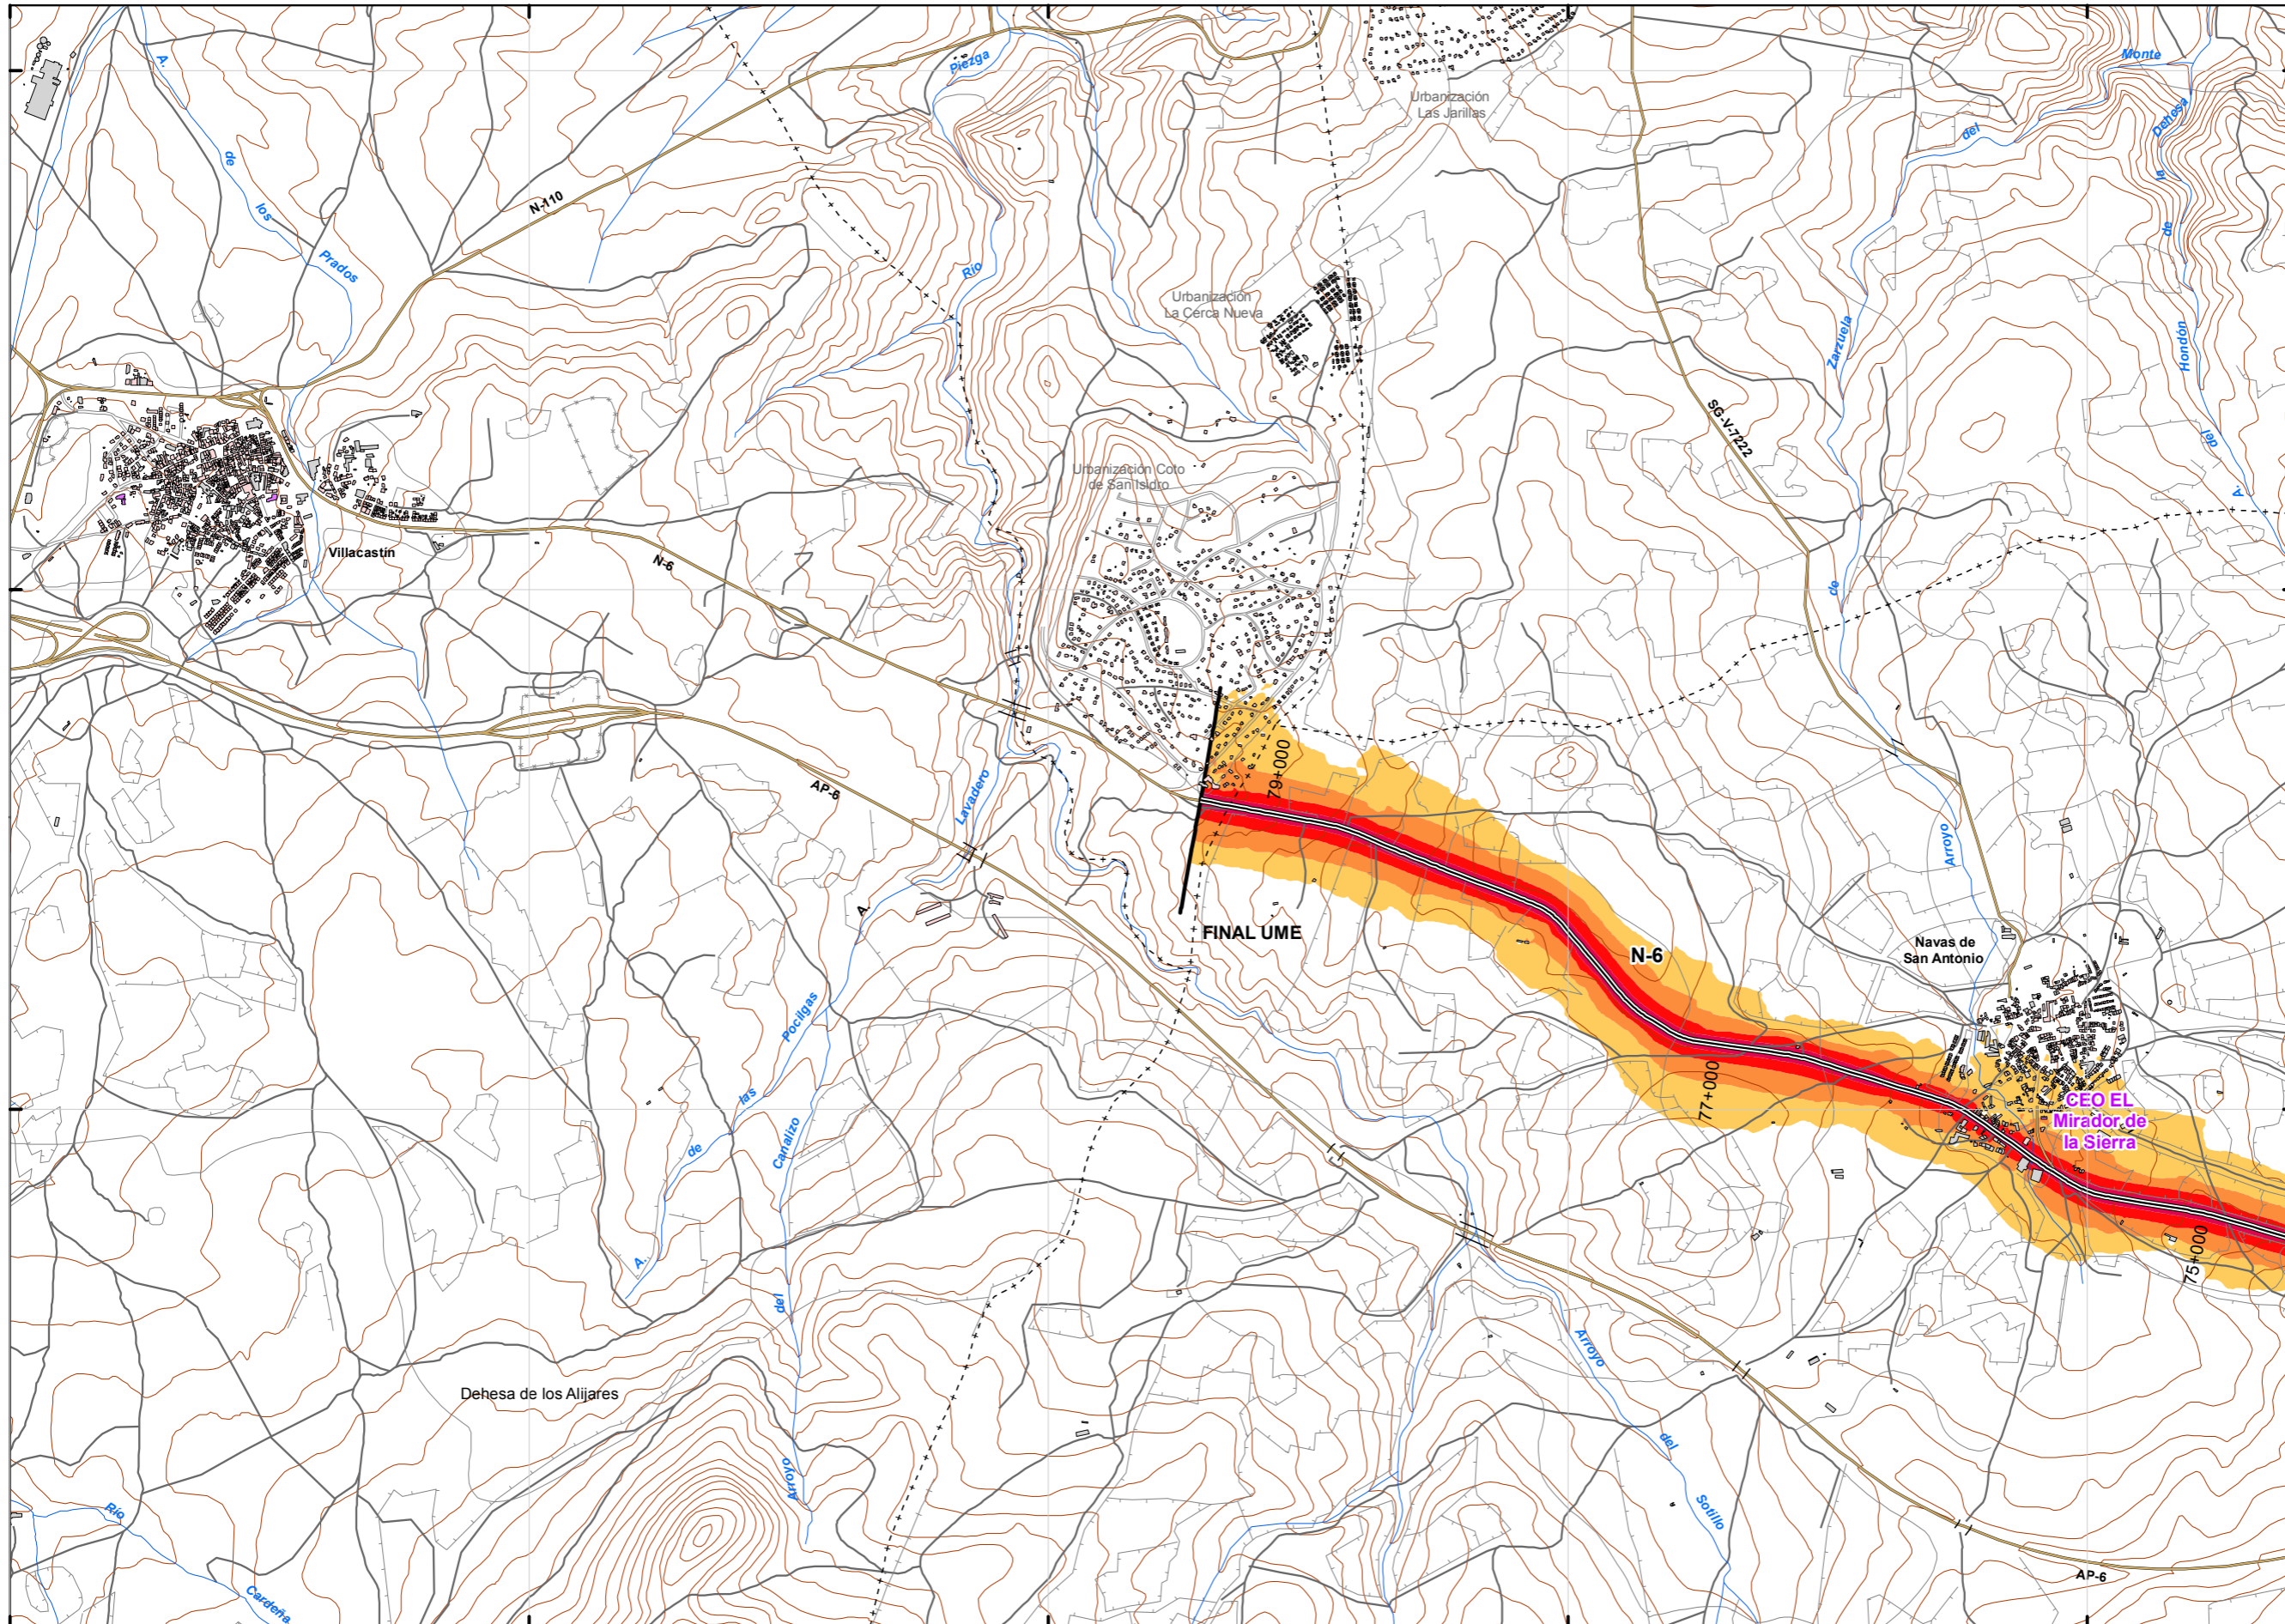 A.
de
los
Prados
N-110
Piezga
Río
Urbanización
Las Jarillas
Monte
del
Dehesa
la
de
Hondón
del
A.
Urbanización
La Cerca Nueva
Zarzuela
de
Arroyo
SG-V-7222
Urbanización Coto
de San Isidro
Villacastín
N-6
AP-6
Lavadero
A.
79+000
FINAL UME
N-6
Navas de
San Antonio
77+000
CEO EL
Mirador de
la Sierra
75+000
Pocilgas
las
de
A.
Canalizo
del
Arroyo
Dehesa de los Alijares
Arroyo
del
Sotillo
Río
Cardeña
AP-6